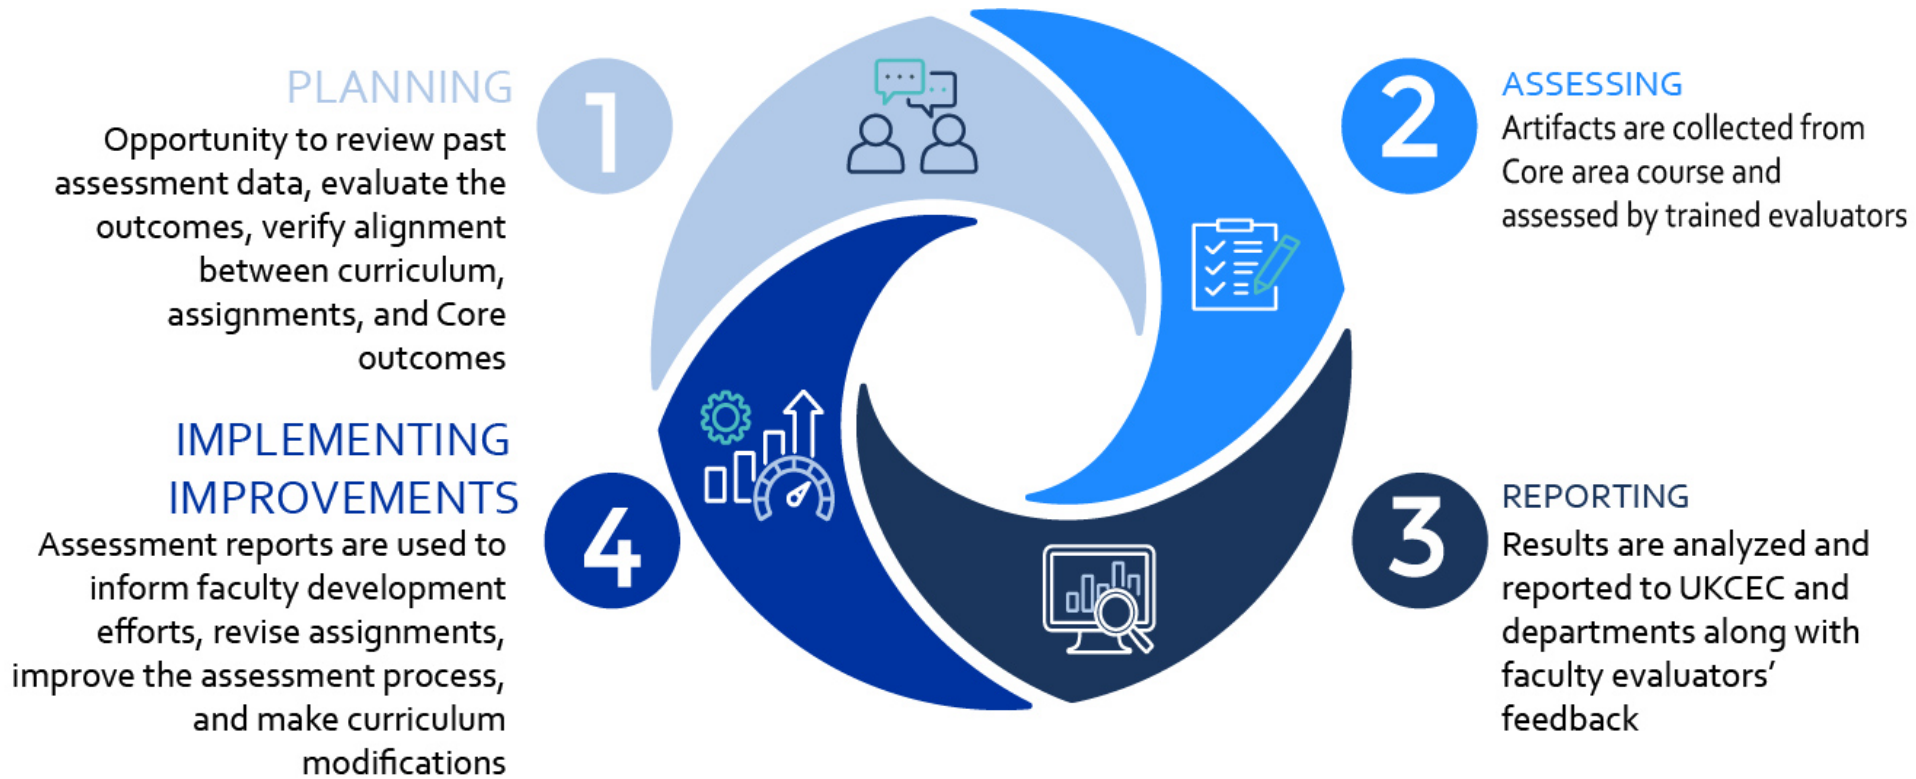 PLANNING
1
Opportunity to review past
assessment data, evaluate the
outcomes, verify alignment
between curriculum,
assignments, and Core
outcomes
2
ASSESSING
Artifacts are collected from
Core area course and
assessed by trained evaluators
3
REPORTING
Results are analyzed and
reported to UKCEC and
departments along with
faculty evaluators’
feedback
IMPLEMENTING
IMPROVEMENTS
4
Assessment reports are used to
inform faculty development
efforts, revise assignments,
improve the assessment process,
and make curriculum
modifications